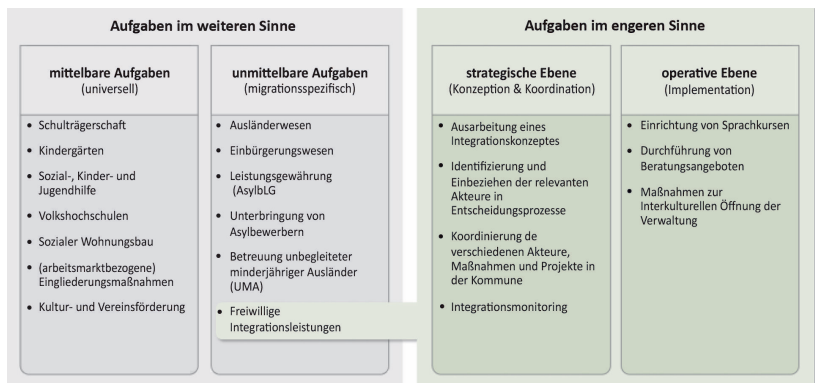 Aufgaben im weiteren Sinne
mittelbare Aufgaben
(universell)
• Schulträgerschaft
• Kindergärten
• Sozial-, Kinder- und
Jugendhilfe
• Volkshochschulen
• Sozialer Wohnungsbau
• (arbeitsmarktbezogene)
Eingliederungsmaßnahmen
• Kultur- und Vereinsförderung
unmittelbare Aufgaben
(migrationsspezifisch)
• Ausländerwesen
• Einbürgerungswesen
• Leistungsgewährung
(AsylbLG
• Unterbringung von
Asylbewerbern
• Betreuung unbegleiteter
minderjähriger Ausländer
(UMA)
• Freiwillige
Integrationsleistungen
Aufgaben im engeren Sinne
strategische Ebene
(Konzeption & Koordination)
• Ausarbeitung eines
Integrationskonzeptes
• Identifizierung und
Einbeziehen der relevanten
Akteure in
Entscheidungsprozesse
• Koordinierung de
verschiedenen Akteure,
Maßnahmen und Projekte in
der Kommune
• Integrationsmonitoring
operative Ebene
(Implementation)
• Einrichtung von Sprachkursen
• Durchführung von
Beratungsangeboten
• Maßnahmen zur
Interkulturellen Öffnung der
Verwaltung